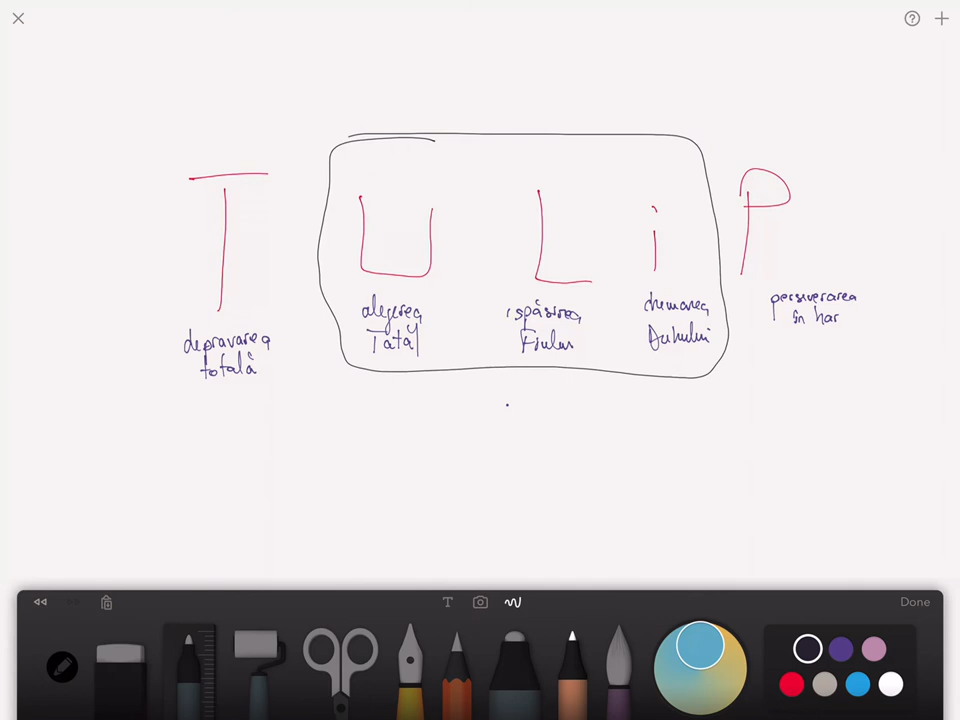 T U L i P
depravarea
totală
alegerea
Tatăl
ispășirea
Fiului
chemarea
Duhului
perseverarea
în har
T
Done